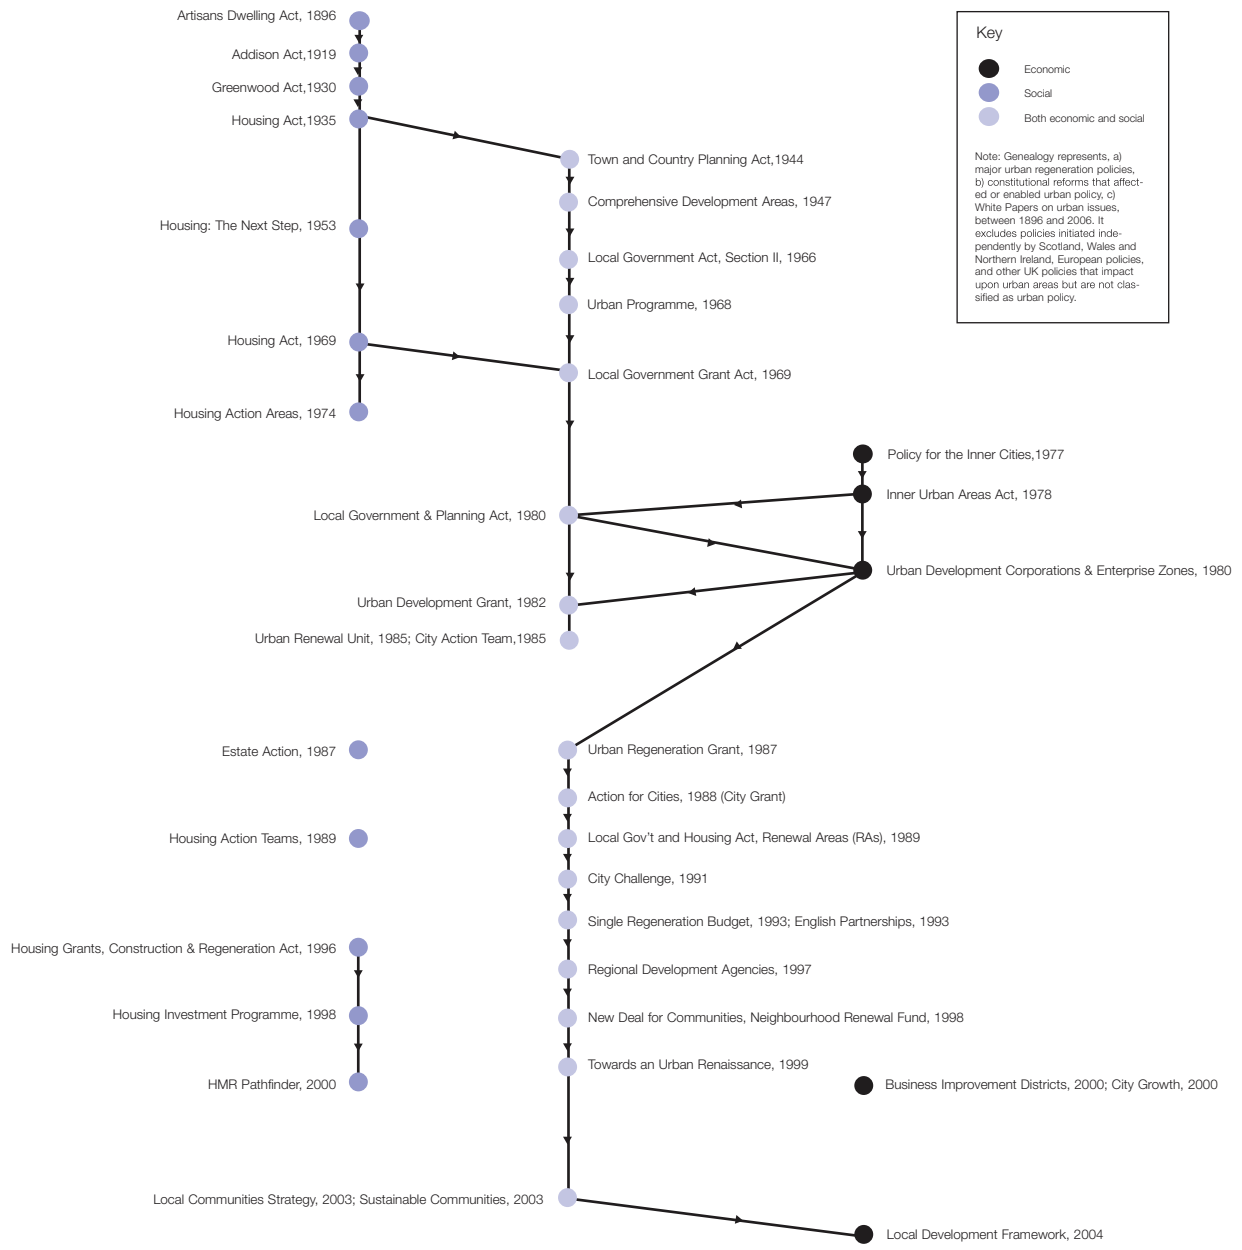 Artisans Dwelling Act, 1896
Addison Act,1919
Greenwood Act,1930
Housing Act,1935
Housing: The Next Step, 1953
Housing Act, 1969
Housing Action Areas, 1974
Town and Country Planning Act,1944
Comprehensive Development Areas, 1947
Local Government Act, Section II, 1966
Urban Programme, 1968
Local Government Grant Act, 1969
Key
Economic
Social
Both economic and social
Note: Genealogy represents, a)
major urban regeneration policies,
b) constitutional reforms that affect-
ed or enabled urban policy, c)
White Papers on urban issues,
between 1896 and 2006. It
excludes policies initiated inde-
pendently by Scotland, Wales and
Northern Ireland, European policies,
and other UK policies that impact
upon urban areas but are not clas-
sified as urban policy.
Policy for the Inner Cities,1977
Inner Urban Areas Act, 1978
Local Government & Planning Act, 1980
Urban Development Corporations & Enterprise Zones, 1980
Urban Development Grant, 1982
Urban Renewal Unit, 1985; City Action Team,1985
Estate Action, 1987
Urban Regeneration Grant, 1987
Action for Cities, 1988 (City Grant)
Housing Action Teams, 1989
Local Gov't and Housing Act, Renewal Areas (RAs), 1989
City Challenge, 1991
Single Regeneration Budget, 1993; English Partnerships, 1993
Housing Grants, Construction & Regeneration Act, 1996
Regional Development Agencies, 1997
Housing Investment Programme, 1998
New Deal for Communities, Neighbourhood Renewal Fund, 1998
Towards an Urban Renaissance, 1999
HMR Pathfinder, 2000
Business Improvement Districts, 2000; City Growth, 2000
Local Communities Strategy, 2003; Sustainable Communities, 2003
Local Development Framework, 2004